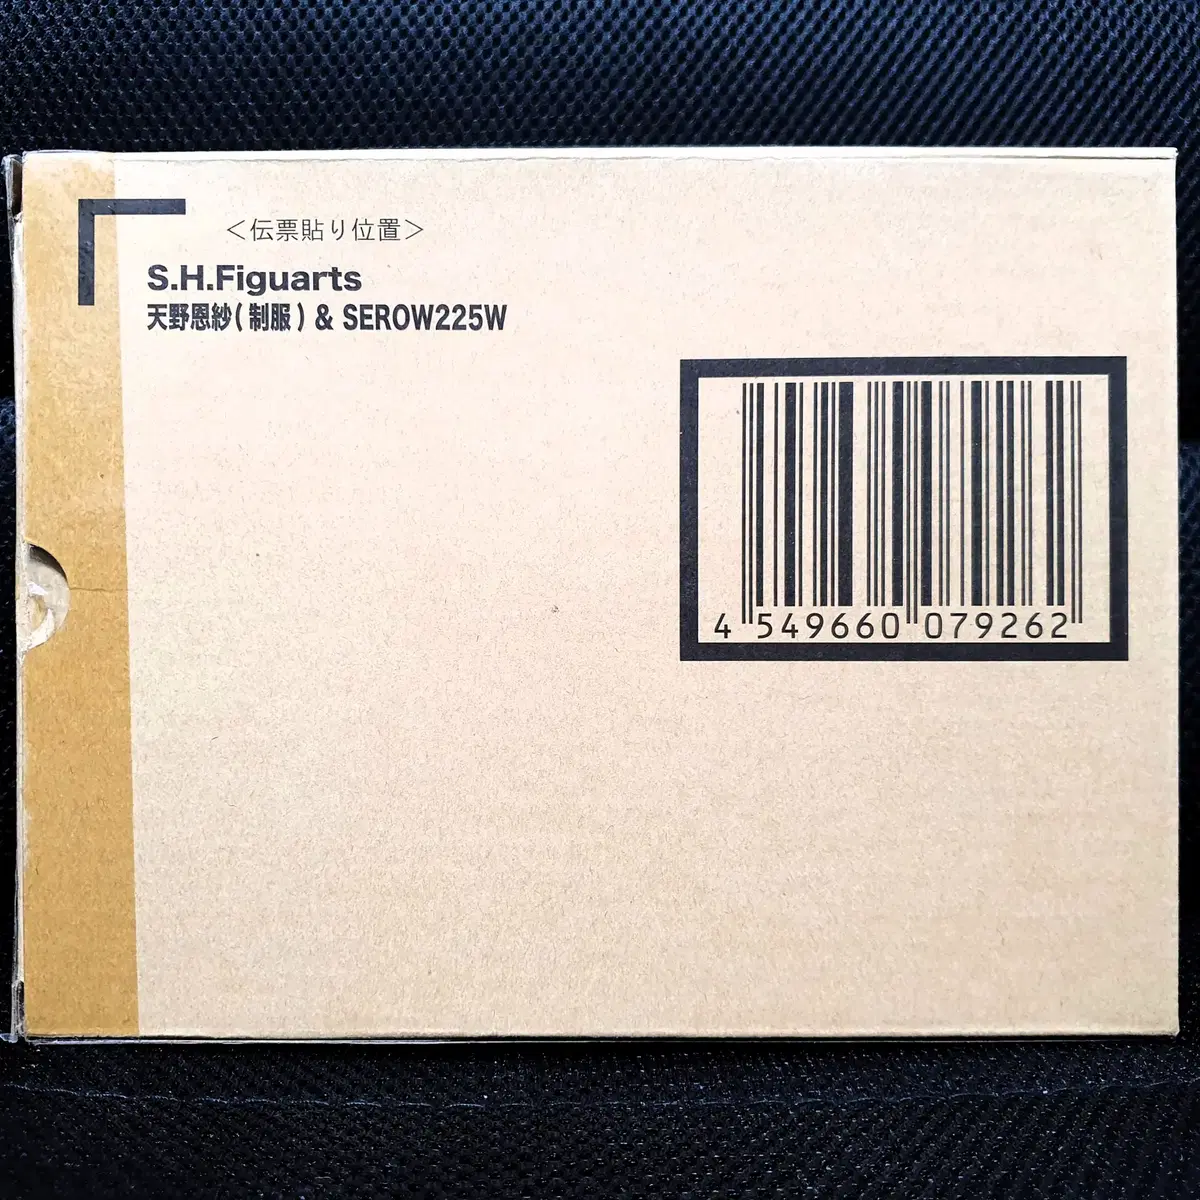 ＜伝票貼り位置＞
S.H.Figuarts
天野恩紗(制服) & SEROW225W
4 549660 079262